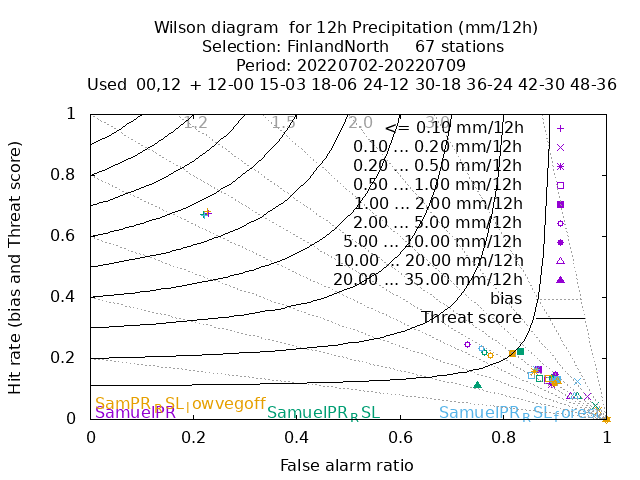 Wilson diagram  for 12h Precipitation (mm/12h)
Selection: FinlandNorth     67 stations
Period: 20220702-20220709
Used  00,12  + 12-00 15-03 18-06 24-12 30-18 36-24 42-30 48-36
1.2 1.5 2.0 3.0
<= 0.10 mm/12h
0.10 ... 0.20 mm/12h
0.20 ... 0.50 mm/12h
0.50 ... 1.00 mm/12h
1.00 ... 2.00 mm/12h
2.00 ... 5.00 mm/12h
5.00 ... 10.00 mm/12h
10.00 ... 20.00 mm/12h
20.00 ... 35.00 mm/12h
bias
Threat score
1
0.8
0.6
0.4
0.2
0
Hit rate (bias and Threat score)
SamPR_RSL_lowvegoff
SamuelPR SamuelPR_RSL SamuelPR_RSL_forest
0 0.2 0.4 0.6 0.8 1
False alarm ratio